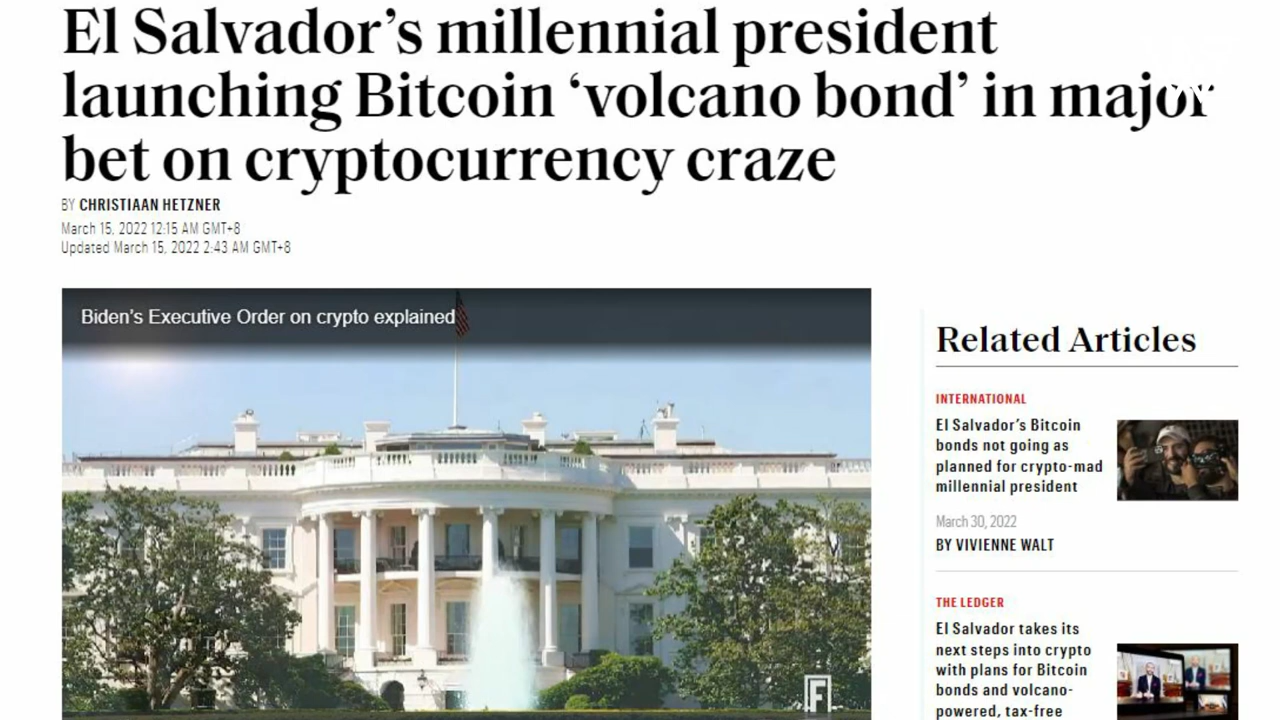 El Salvador's millennial president
launching Bitcoin 'volcano bond' in major
bet on cryptocurrency craze
BY CHRISTIAAN HETZNER
March 15, 2022 12:15 AM GMT+8
Updated March 15, 2022 2:43 AM GMT+8
Biden's Executive Order on crypto explained
F
Related Articles
INTERNATIONAL
El Salvador's Bitcoin
bonds not going as
planned for crypto-mad
millennial president
March 30, 2022
BY VIVIENNE WALT
THE LEDGER
El Salvador takes its
next steps into crypto
with plans for Bitcoin
bonds and volcano-
powered, tax-free